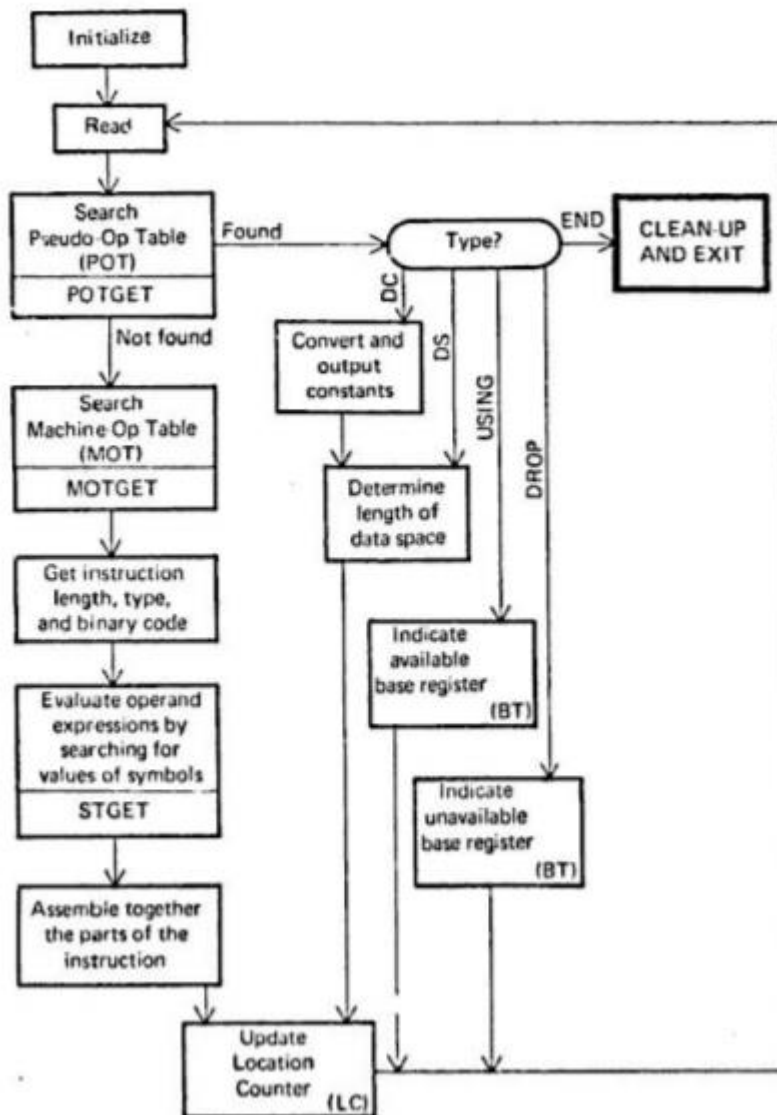 Initialize
Read
Search
Pseudo-Op Table
(POT)
POTGET
Found
Type?
END
CLEAN-UP
AND EXIT
Not found
DC
DS
USING
DROP
Convert and
output
constants
Search
Machine-Op Table
(MOT)
MOTGET
Determine
length of
data space
Get instruction
length, type,
and binary code
Indicate
available
base register
(BT)
Evaluate operand
expressions by
searching for
values of symbols
STGET
Indicate
unavailable
base register
(BT)
Assemble together
the parts of the
instruction
Update
Location
Counter
(LC)